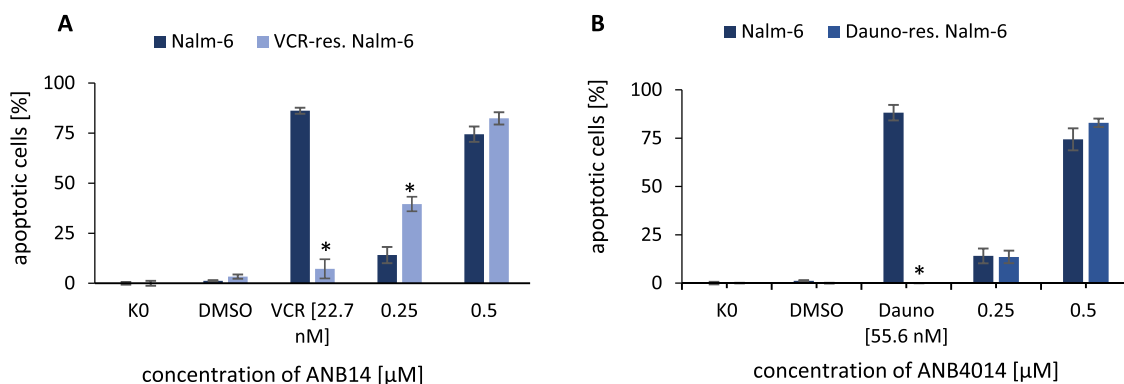 A
Nalm-6
VCR-res. Nalm-6
apoptotic cells [%]
100
75
50
25
0
*
*
K0
DMSO
VCR [22.7
nM]
0.25
0.5
concentration of ANB14 [µM]
B
Nalm-6
Dauno-res. Nalm-6
apoptotic cells [%]
100
75
50
25
0
*
K0
DMSO
Dauno
[55.6 nM]
0.25
0.5
concentration of ANB4014 [µM]